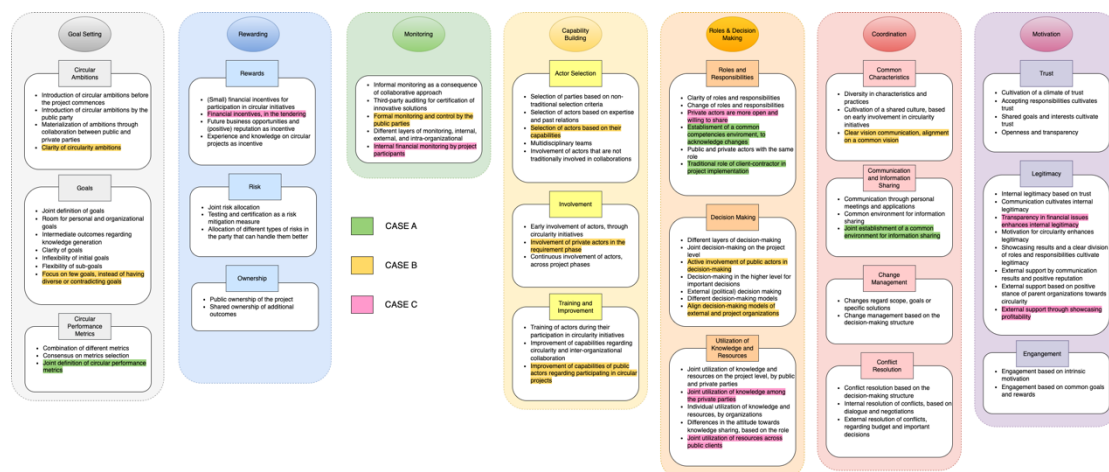 Goal Setting
Circular
Ambitions
Introduction of circular ambitions before
the project commences
Introduction of circular ambitions by the
public party
Materialization of ambitions through
collaboration between public and private
parties
Clarity of circularity ambitions
Goals
Joint definition of goals
Room for personal and organizational
goals
Intermediate outcomes regarding
knowledge generation
Clarity of goals
Inflexibility of initial goals
Flexibility of sub-goals
Focus on few goals, instead of having
diverse or contradicting goals
Circular
Performance
Metrics
Combination of different metrics
Consensus on metrics selection
Joint definition of circular performance
metrics
Rewarding
Rewards
(Small) financial incentives for
participation in circular initiatives
Financial incentives, in the tendering
Future business opportunities and
(positive) reputation as incentive
Experience and knowledge on circular
projects as incentive
Risk
Joint risk allocation
Testing and certification as a risk
mitigation measure
Allocation of different types of risks in
the party that can handle them better
Ownership
Public ownership of the project
Shared ownership of additional
outcomes
Monitoring
Informal monitoring as a consequence
of collaborative approach
Third-party auditing for certification of
innovative solutions
Formal monitoring and control by the
public parties
Different layers of monitoring, internal,
external, and intra-organizational
Internal financial monitoring by project
participants
CASE A
CASE B
CASE C
Capability
Building
Actor Selection
Selection of parties based on non-
traditional selection criteria
Selection of actors based on
expertise and past relations
Selection of actors based on their
capabilities
Multidisciplinary teams
Involvement of actors that are not
traditionally involved in collaborations
Involvement
Early involvement of actors, through
circularity initiatives
Involvement of private actors in the
requirement phase
Continuous involvement of actors,
across project phases
Training and
Improvement
Training of actors during their
participation in circularity initiatives
Improvement of capabilities regarding
circularity and inter-organizational
collaboration
Improvement of capabilities of public
actors regarding participating in circular
projects
Roles & Decision
Making
Roles and
Responsibilities
Clarity of roles and responsibilities
Change of roles and responsibilities
Private actors are more open and
willing to share
Establisment of a common
competencies enviroment, to
acknowledge changes
Public and private actors with the same
role
Traditional role of client-contractor in
project implementation
Decision
Making
Different layers of decision-making
Joint decision-making on the project
level
Active involvement of public actors in
decision-making
Decision-making in the higher level for
important decisions
External (political) decision making
Different decision-making models
Align decision-making models of
external and project organizations
Utilization of
Knowledge and
Resources
Joint utilization of knowledge and
resources on the project level, by public
and private parties
Joint utilization of knowledge among
the private parties
Individual utilization of knowledge and
resources, by organizations
Differences in the attitude towards
knowledge sharing, based on the role
Joint utilization of resources across
public clients
Coordination
Common
Characteristics
Diversity in characteristics and
practices
Cultivation of a shared culture, based
on early involvement in circularity
initiatives
Clear vision communication, alignment
on a common vision
Communication
and Information
Sharing
Communication through personal
meetings and applications
Common environment for information
sharing
Joint establishment of a common
environment for information sharing
Change
Management
Changes regard scope, goals or
specific solutions
Change management based on the
decision-making structure
Conflict
Resolution
Conflict resolution based on the
decision-making structure
Internal resolution of conflicts, based on
dialogue and negotiations
External resolution of conflicts,
regarding budget and important
decisions
Motivation
Trust
Cultivation of a climate of trust
Accepting responsibilities cultivates
trust
Shared goals and interests cultivate
trust
Openness and transparency
Legitimacy
Internal legitimacy based on trust
Communication cultivates internal
legitimacy
Transparency in financial issues
enhances internal legitimacy
Motivation for circularity enhances
legitimacy
Showcasing results and a clear division
of roles and responsibilities cultivate
legitimacy
External support by communication
results and positive reputation
External support based on positive
stance of parent organizations towards
circularity
External support through showcasing
profitability
Engangement
Engagement based on intrinsic
motivation
Engagement based on common goals
and rewards